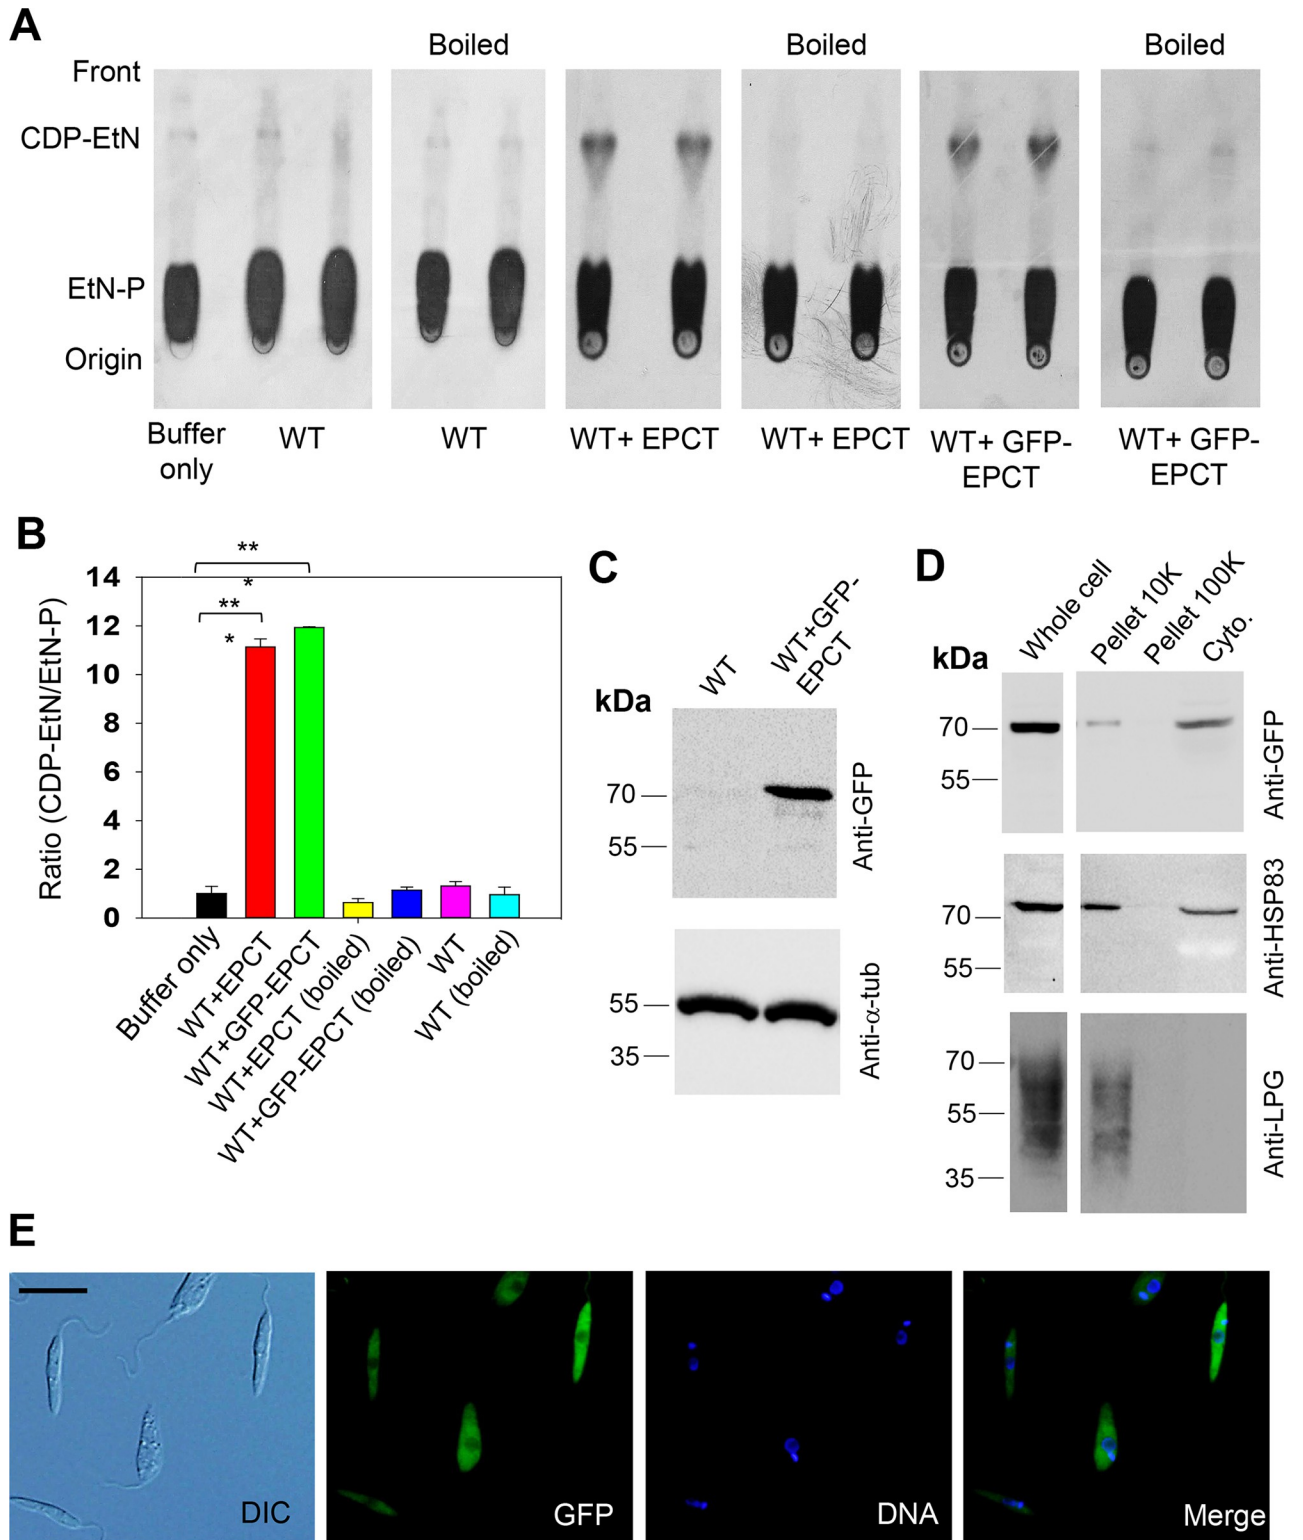 A
Boiled
Boiled
Boiled
Front
CDP-EtN
EtN-P
Origin
Buffer
only
WT
WT
WT+ EPCT
WT+ EPCT
WT+ GFP-
EPCT
WT+ GFP-
EPCT
B
**
*
**
*
14
12
10
8
6
4
2
0
Ratio (CDP-EtN/EtN-P)
Buffer only
WT+EPCT
WT+GFP-EPCT
WT+EPCT (boiled)
WT+GFP-EPCT (boiled)
WT
WT (boiled)
C
WT
WT+GFP-
EPCT
kDa
70
55
Anti-GFP
55
35
Anti-α-tub
D
Whole cell
Pellet 10K
Pellet 100K
Cyto.
kDa
70
55
Anti-GFP
70
55
Anti-HSP83
70
55
35
Anti-LPG
E
DIC
GFP
DNA
Merge